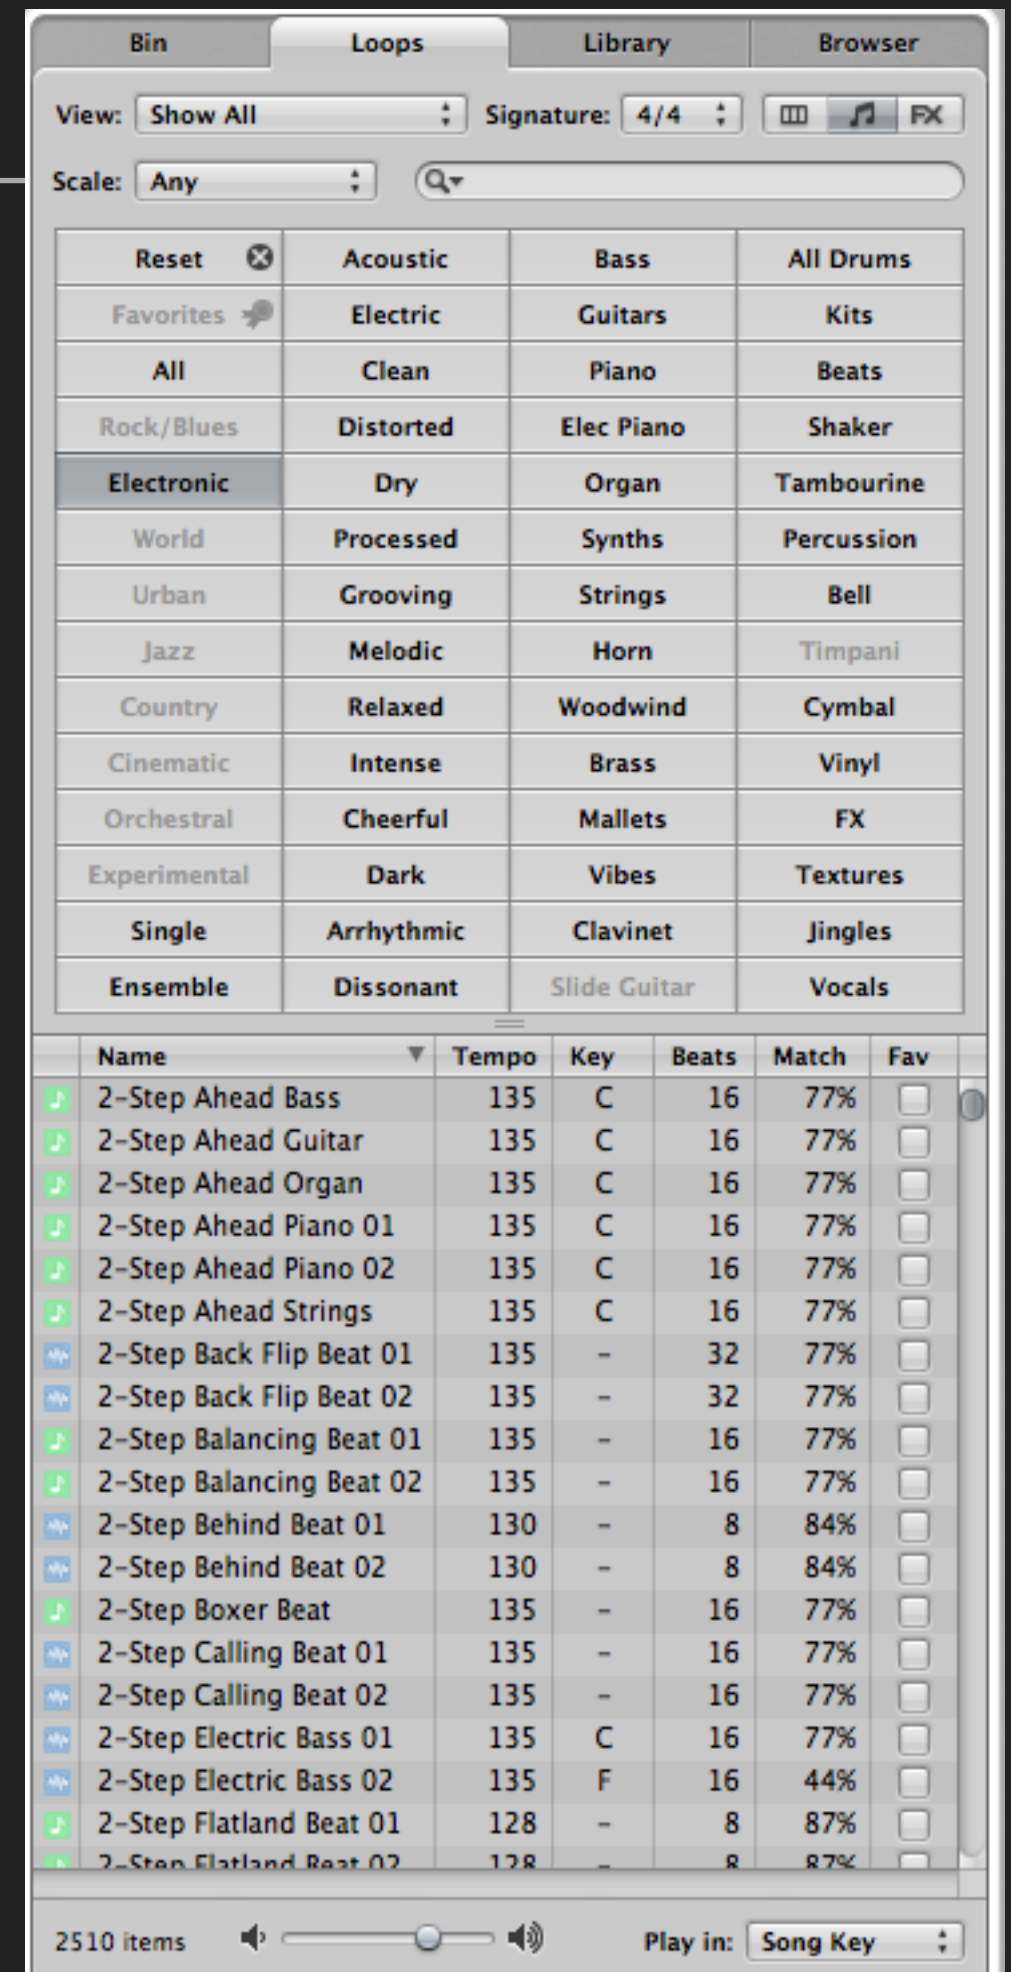 Bin Loops Library Browser
View: Show All Signature: 4/4 FX
Scale: Any
Reset Acoustic Bass All Drums
Favorites Electric Guitars Kits
All Clean Piano Beats
Rock/Blues Distorted Elec Piano Shaker
Electronic Dry Organ Tambourine
World Processed Synths Percussion
Urban Grooving Strings Bell
Jazz Melodic Horn Timpani
Country Relaxed Woodwind Cymbal
Cinematic Intense Brass Vinyl
Orchestral Cheerful Mallets FX
Experimental Dark Vibes Textures
Single Arrhythmic Clavinet Jingles
Ensemble Dissonant Slide Guitar Vocals
Name Tempo Key Beats Match Fav
2-Step Ahead Bass 135 C 16 77%
2-Step Ahead Guitar 135 C 16 77%
2-Step Ahead Organ 135 C 16 77%
2-Step Ahead Piano 01 135 C 16 77%
2-Step Ahead Piano 02 135 C 16 77%
2-Step Ahead Strings 135 C 16 77%
2-Step Back Flip Beat 01 135 - 32 77%
2-Step Back Flip Beat 02 135 - 32 77%
2-Step Balancing Beat 01 135 - 16 77%
2-Step Balancing Beat 02 135 - 16 77%
2-Step Behind Beat 01 130 - 8 84%
2-Step Behind Beat 02 130 - 8 84%
2-Step Boxer Beat 135 - 16 77%
2-Step Calling Beat 01 135 - 16 77%
2-Step Calling Beat 02 135 - 16 77%
2-Step Electric Bass 01 135 C 16 77%
2-Step Electric Bass 02 135 F 16 44%
2-Step Flatland Beat 01 128 - 8 87%
2-Step Flatland Beat 02 128 - 8 87%
2510 items Play in: Song Key